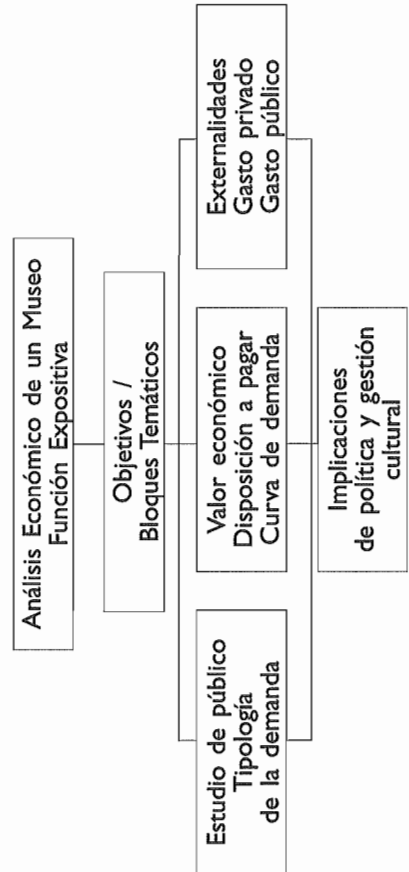 Análisis Económico de un Museo
Función Expositiva
Objetivos /
Bloques Temáticos
Estudio de público
Tipología
de la demanda
Valor económico
Disposición a pagar
Curva de demanda
Externalidades
Gasto privado
Gasto público
Implicaciones
de política y gestión
cultural